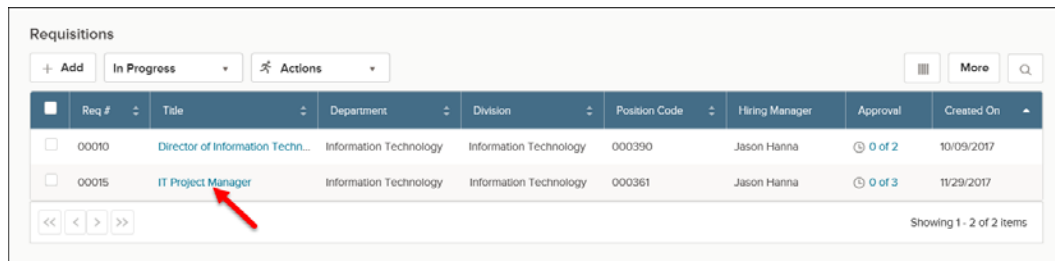 Requisitions
+ Add In Progress Actions More
Req # Title Department Division Position Code Hiring Manager Approval Created On
00010 Director of Information Techn... Information Technology Information Technology 000390 Jason Hanna 0 of 2 10/09/2017
00015 IT Project Manager Information Technology Information Technology 000361 Jason Hanna 0 of 3 11/29/2017
<< < > >> Showing 1 - 2 of 2 items